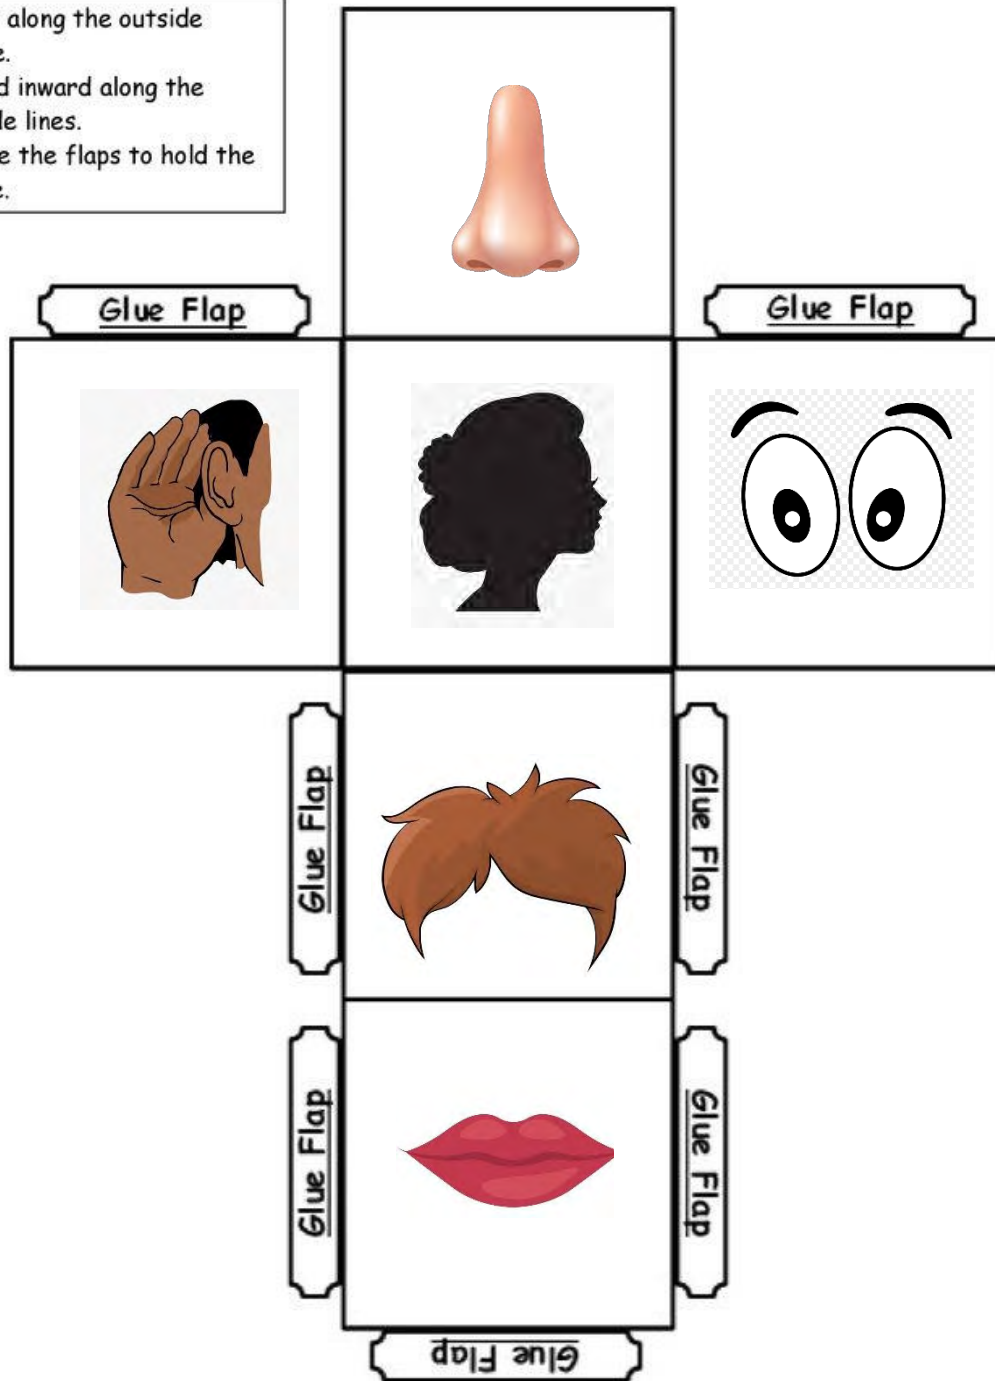 along the outside
e.
d inward along the
de lines.
e the flaps to hold the
e.
Glue Flap
Glue Flap
Glue Flap
Glue Flap
Glue Flap
Glue Flap
Glue Flap